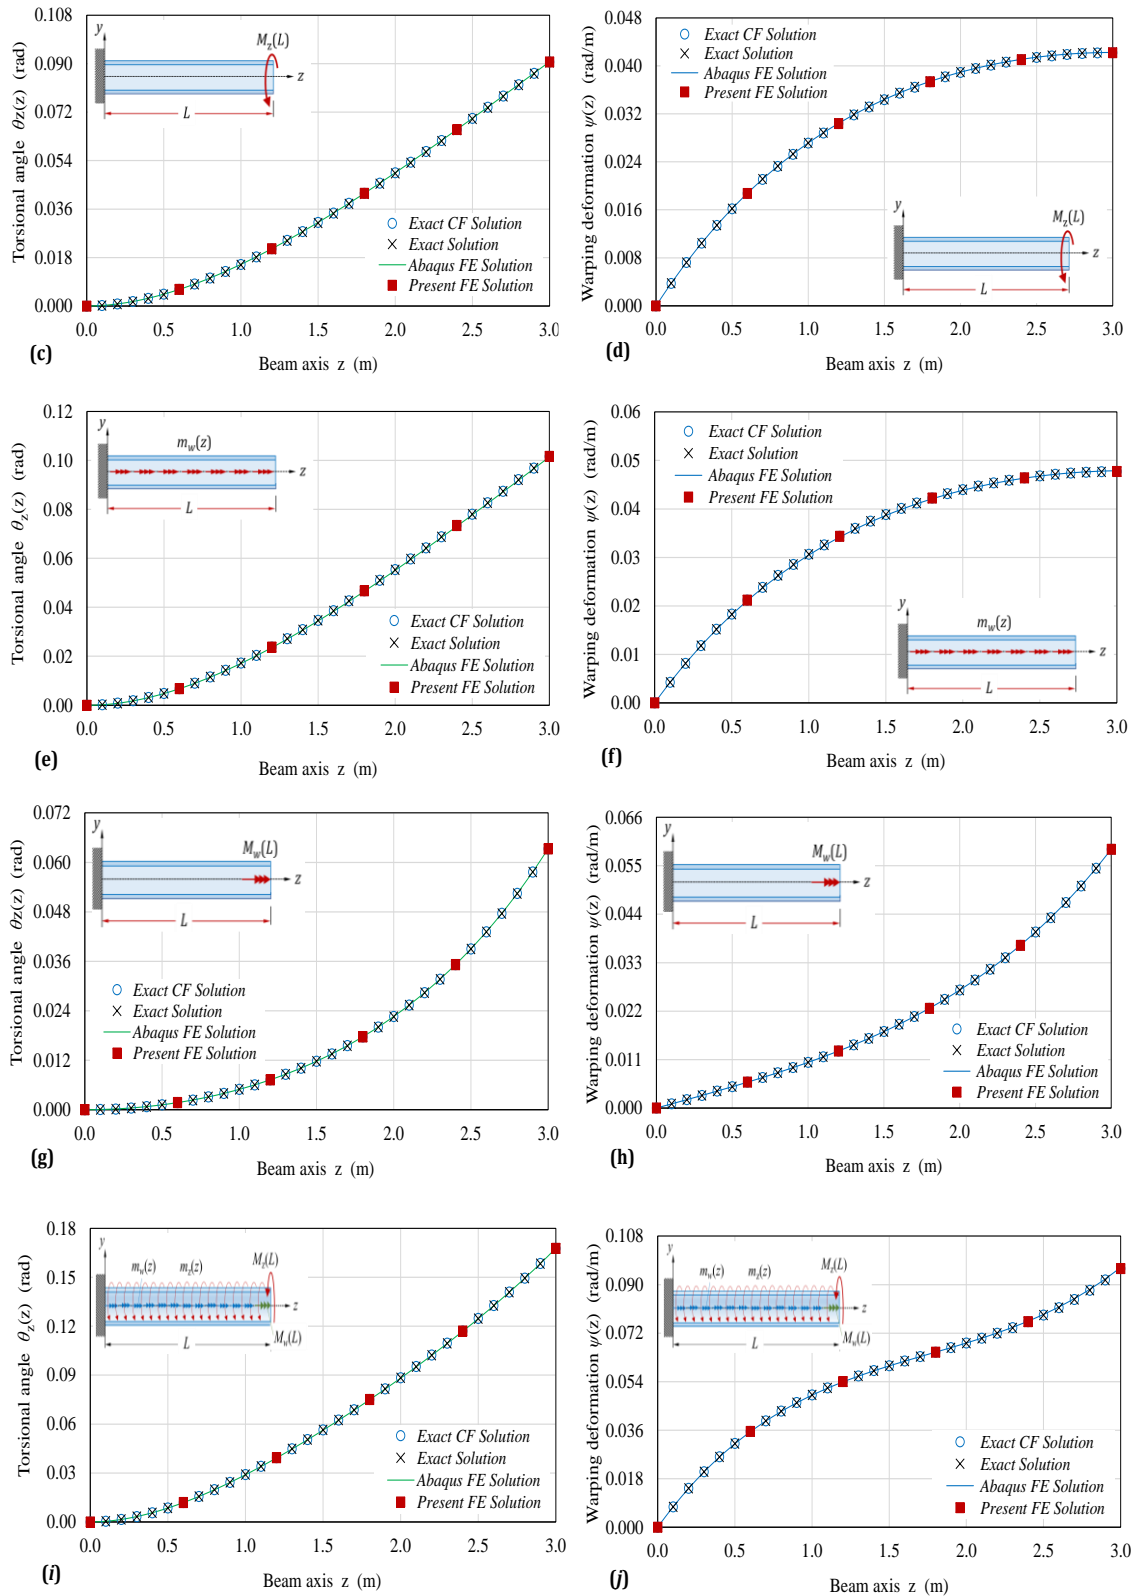 0.108
0.090
0.072
0.054
0.036
0.018
0.000
Torsional angle θz(z) (rad)
y
M_z(L)
z
L
Exact CF Solution
Exact Solution
Abaqus FE Solution
Present FE Solution
0.0 0.5 1.0 1.5 2.0 2.5 3.0
Beam axis z (m)
(c)
0.048
0.040
0.032
0.024
0.016
0.008
0.000
Warping deformation ψ(z) (rad/m)
Exact CF Solution
Exact Solution
Abaqus FE Solution
Present FE Solution
y
M_z(L)
z
L
0.0 0.5 1.0 1.5 2.0 2.5 3.0
Beam axis z (m)
(d)
0.12
0.10
0.08
0.06
0.04
0.02
0.00
Torsional angle θ_z(z) (rad)
y
m_w(z)
z
L
Exact CF Solution
Exact Solution
Abaqus FE Solution
Present FE Solution
0.0 0.5 1.0 1.5 2.0 2.5 3.0
Beam axis z (m)
(e)
0.06
0.05
0.04
0.03
0.02
0.01
0.00
Warping deformation ψ(z) (rad/m)
Exact CF Solution
Exact Solution
Abaqus FE Solution
Present FE Solution
y
m_w(z)
z
L
0.0 0.5 1.0 1.5 2.0 2.5 3.0
Beam axis z (m)
(f)
0.072
0.060
0.048
0.036
0.024
0.012
0.000
Torsional angle θz(z) (rad)
y
M_w(L)
z
L
Exact CF Solution
Exact Solution
Abaqus FE Solution
Present FE Solution
0.0 0.5 1.0 1.5 2.0 2.5 3.0
Beam axis z (m)
(g)
0.066
0.055
0.044
0.033
0.022
0.011
0.000
Warping deformation ψ(z) (rad/m)
y
M_w(L)
z
L
Exact CF Solution
Exact Solution
Abaqus FE Solution
Present FE Solution
0.0 0.5 1.0 1.5 2.0 2.5 3.0
Beam axis z (m)
(h)
0.18
0.15
0.12
0.09
0.06
0.03
0.00
Torsional angle θ_z(z) (rad)
y
m_w(z) m_z(z) M_z(L)
z
M_w(L)
L
Exact CF Solution
Exact Solution
Abaqus FE Solution
Present FE Solution
0.0 0.5 1.0 1.5 2.0 2.5 3.0
Beam axis z (m)
(i)
0.108
0.090
0.072
0.054
0.036
0.018
0.000
Warping deformation ψ(z) (rad/m)
y
m_w(z) m_z(z) M_z(L)
z
M_w(L)
L
Exact CF Solution
Exact Solution
Abaqus FE Solution
Present FE Solution
0.0 0.5 1.0 1.5 2.0 2.5 3.0
Beam axis z (m)
(j)